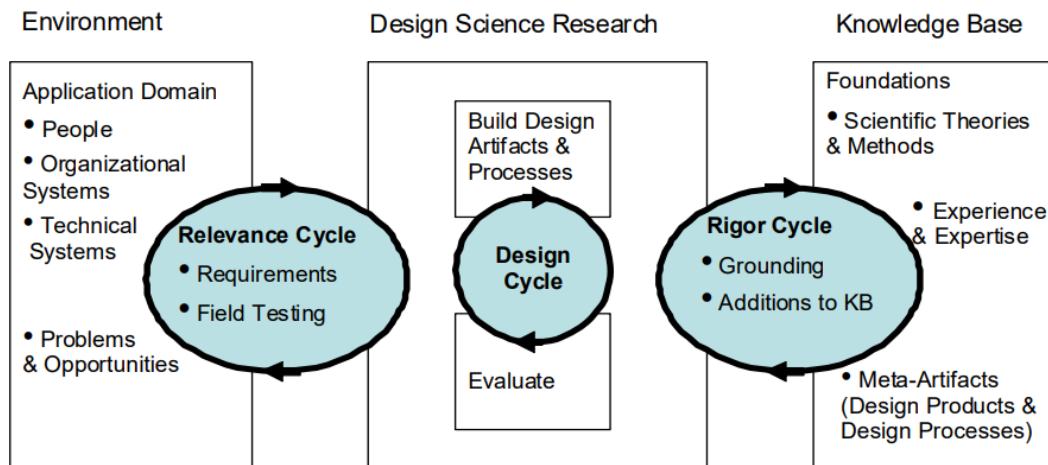 Environment
Design Science Research
Knowledge Base
Application Domain
• People
• Organizational
Systems
• Technical
Systems
• Problems
& Opportunities
Relevance Cycle
• Requirements
• Field Testing
Build Design
Artifacts &
Processes
Design
Cycle
Evaluate
Rigor Cycle
• Grounding
• Additions to KB
Foundations
• Scientific Theories
& Methods
• Experience
& Expertise
• Meta-Artifacts
(Design Products &
Design Processes)